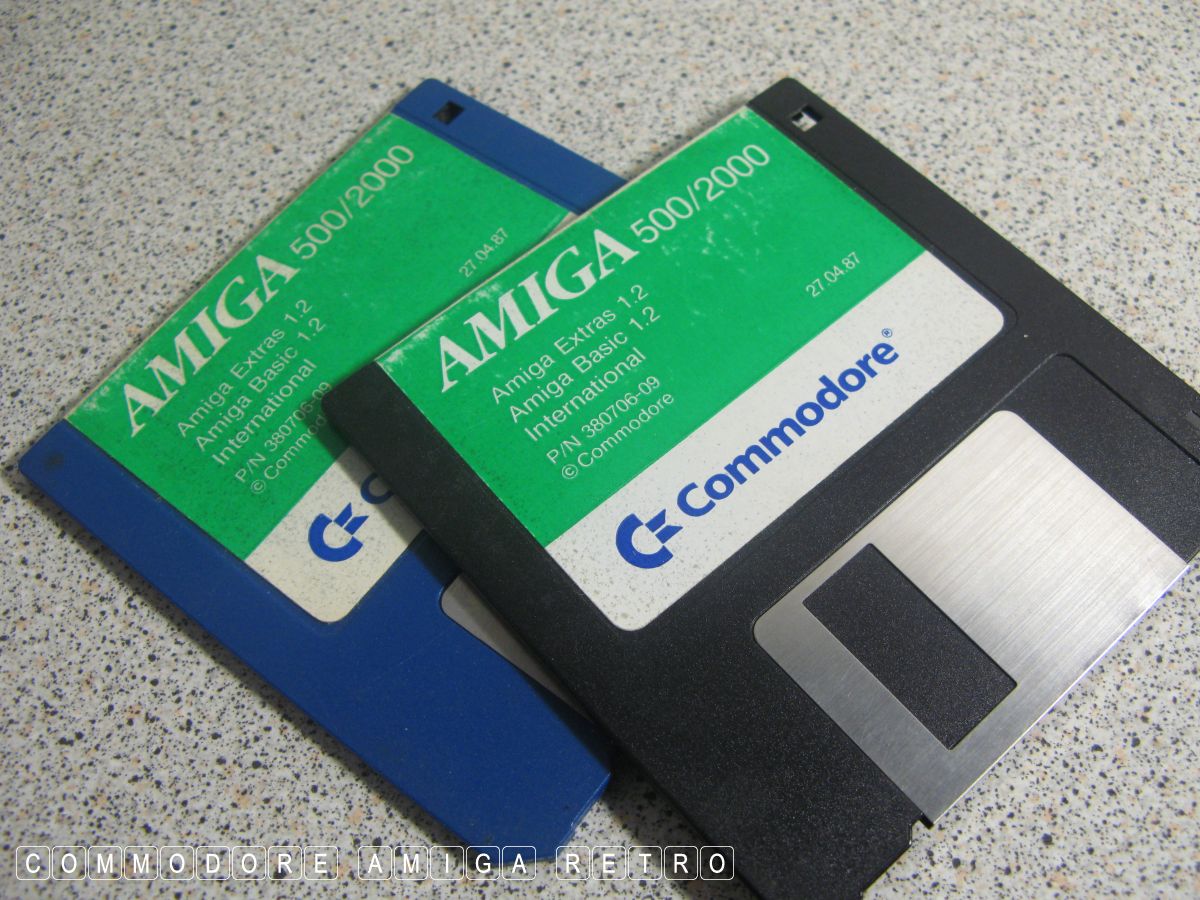 AMIGA 500/2000
27.04.87
Amiga Extras 1.2
Amiga Basic 1.2
International
P/N 380706-09
©Commodore
C
AMIGA 500/2000
27.04.87
Amiga Extras 1.2
Amiga Basic 1.2
International
P/N 380706-09
©Commodore
Commodore®
COMMODORE AMIGA RETRO